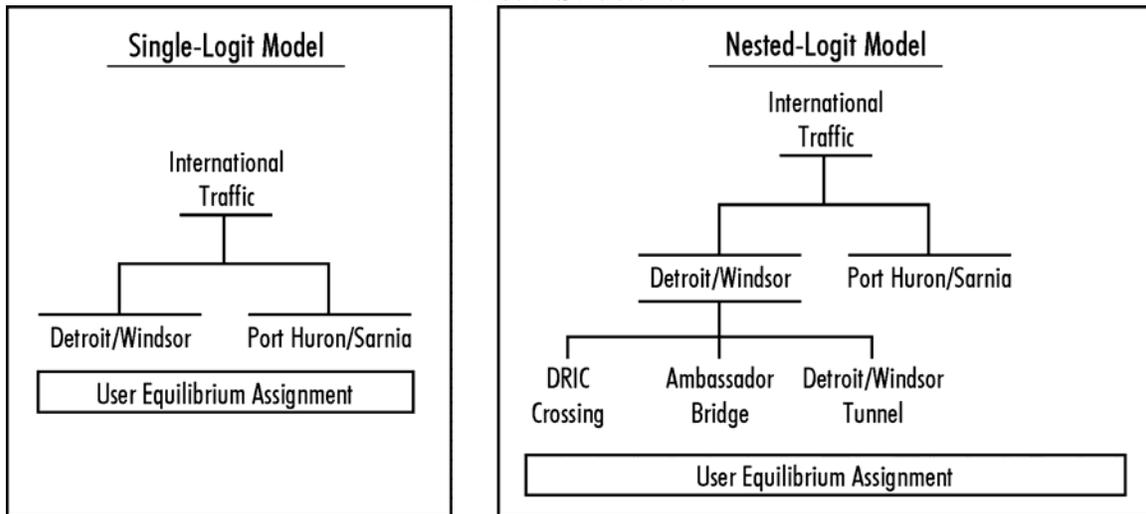 Single-Logit Model
International
Traffic
Detroit/Windsor
Port Huron/Sarnia
User Equilibrium Assignment
Nested-Logit Model
International
Traffic
Detroit/Windsor
Port Huron/Sarnia
DRIC
Crossing
Ambassador
Bridge
Detroit/Windsor
Tunnel
User Equilibrium Assignment